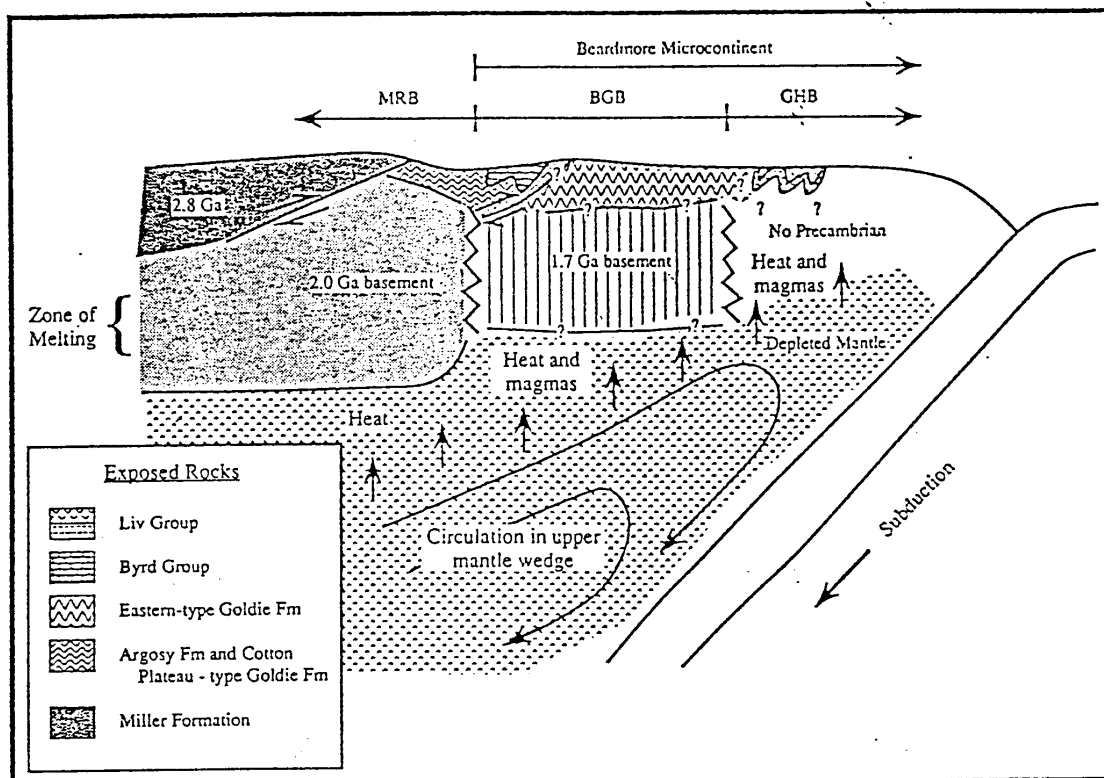 Beardmore Microcontinent
MRB
BGB
GHB
2.8 Ga
?
?
?
?
?
?
No Precambrian
2.0 Ga basement
1.7 Ga basement
Heat and
magmas
Zone of
Melting
?
?
Depleted Mantle
Heat and
magmas
Heat
Circulation in upper
mantle wedge
Subduction
Exposed Rocks
Liv Group
Byrd Group
Eastern-type Goldie Fm
Argosy Fm and Cotton
Plateau - type Goldie Fm
Miller Formation